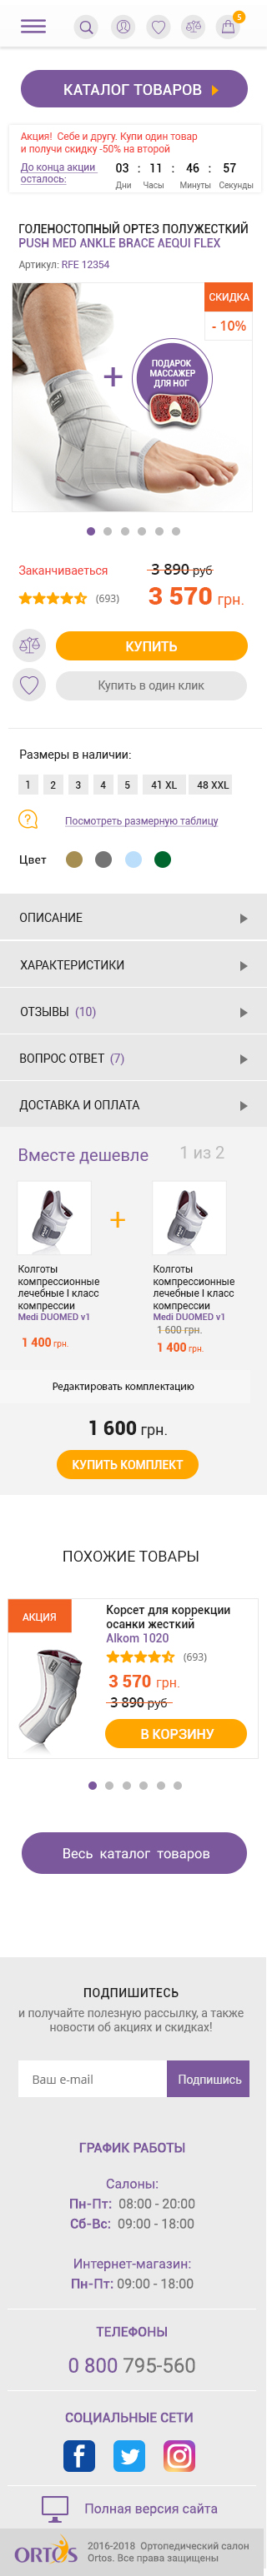 5
КАТАЛОГ ТОВАРОВ
Акция! Себе и другу. Купи один товар
и получи скидку -50% на второй
До конца акции осталось:
03 : 11 : 46 : 57
Дни Часы Минуты Секунды
ГОЛЕНОСТОПНЫЙ ОРТЕЗ ПОЛУЖЕСТКИЙ
PUSH MED ANKLE BRACE AEQUI FLEX
Артикул: RFE 12354
СКИДКА
- 10%
+
ПОДАРОК
МАССАЖЕР
ДЛЯ НОГ
Заканчиваеться
3 890 руб
(693)
3 570 грн.
КУПИТЬ
Купить в один клик
Размеры в наличии:
1 2 3 4 5 41 XL 48 XXL
?
Посмотреть размерную таблицу
Цвет
ОПИСАНИЕ
ХАРАКТЕРИСТИКИ
ОТЗЫВЫ (10)
ВОПРОС ОТВЕТ (7)
ДОСТАВКА И ОПЛАТА
Вместе дешевле
1 из 2
+
Колготы
компрессионные
лечебные I класс
компрессии
Medi DUOMED v1
1 400 грн.
Колготы
компрессионные
лечебные I класс
компрессии
Medi DUOMED v1
1 600 грн.
1 400 грн.
Редактировать комплектацию
1 600 грн.
КУПИТЬ КОМПЛЕКТ
ПОХОЖИЕ ТОВАРЫ
АКЦИЯ
Корсет для коррекции
осанки жесткий
Alkom 1020
(693)
3 570 грн.
3 890 руб
В КОРЗИНУ
Весь каталог товаров
ПОДПИШИТЕСЬ
и получайте полезную рассылку, а также
новости об акциях и скидках!
Ваш e-mail
Подпишись
ГРАФИК РАБОТЫ
Салоны:
Пн-Пт: 08:00 - 20:00
Сб-Вс: 09:00 - 18:00
Интернет-магазин:
Пн-Пт: 09:00 - 18:00
ТЕЛЕФОНЫ
0 800 795-560
СОЦИАЛЬНЫЕ СЕТИ
Полная версия сайта
ORTOS
2016-2018 Ортопедический салон
Ortos. Все права защищены